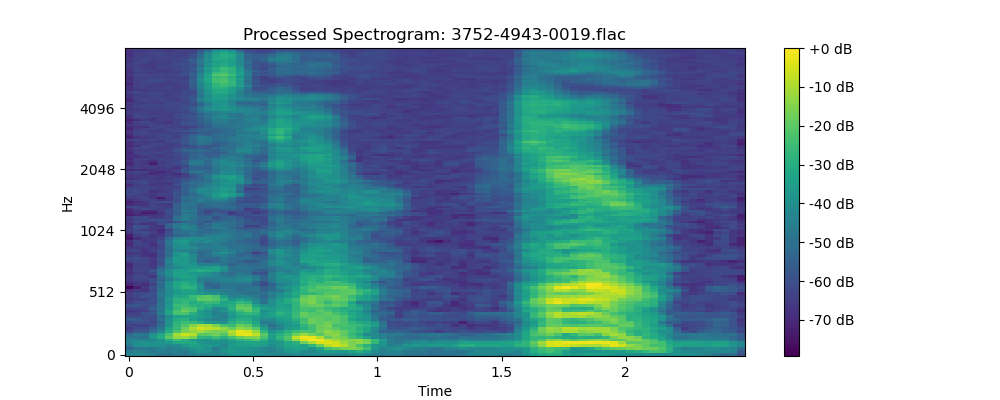 Processed Spectrogram: 3752-4943-0019.flac
Hz
4096
2048
1024
512
0
0
0.5
1
1.5
2
Time
+0 dB
-10 dB
-20 dB
-30 dB
-40 dB
-50 dB
-60 dB
-70 dB